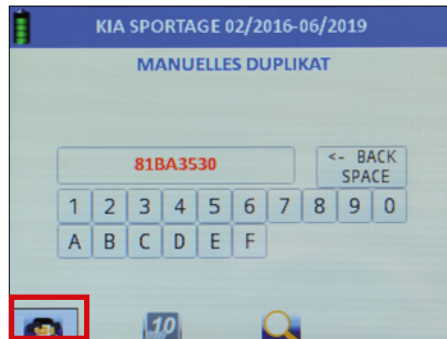 KIA SPORTAGE 02/2016-06/2019
MANUELLES DUPLIKAT
81BA3530
<- BACK
SPACE
1 2 3 4 5 6 7 8 9 0
A B C D E F
10